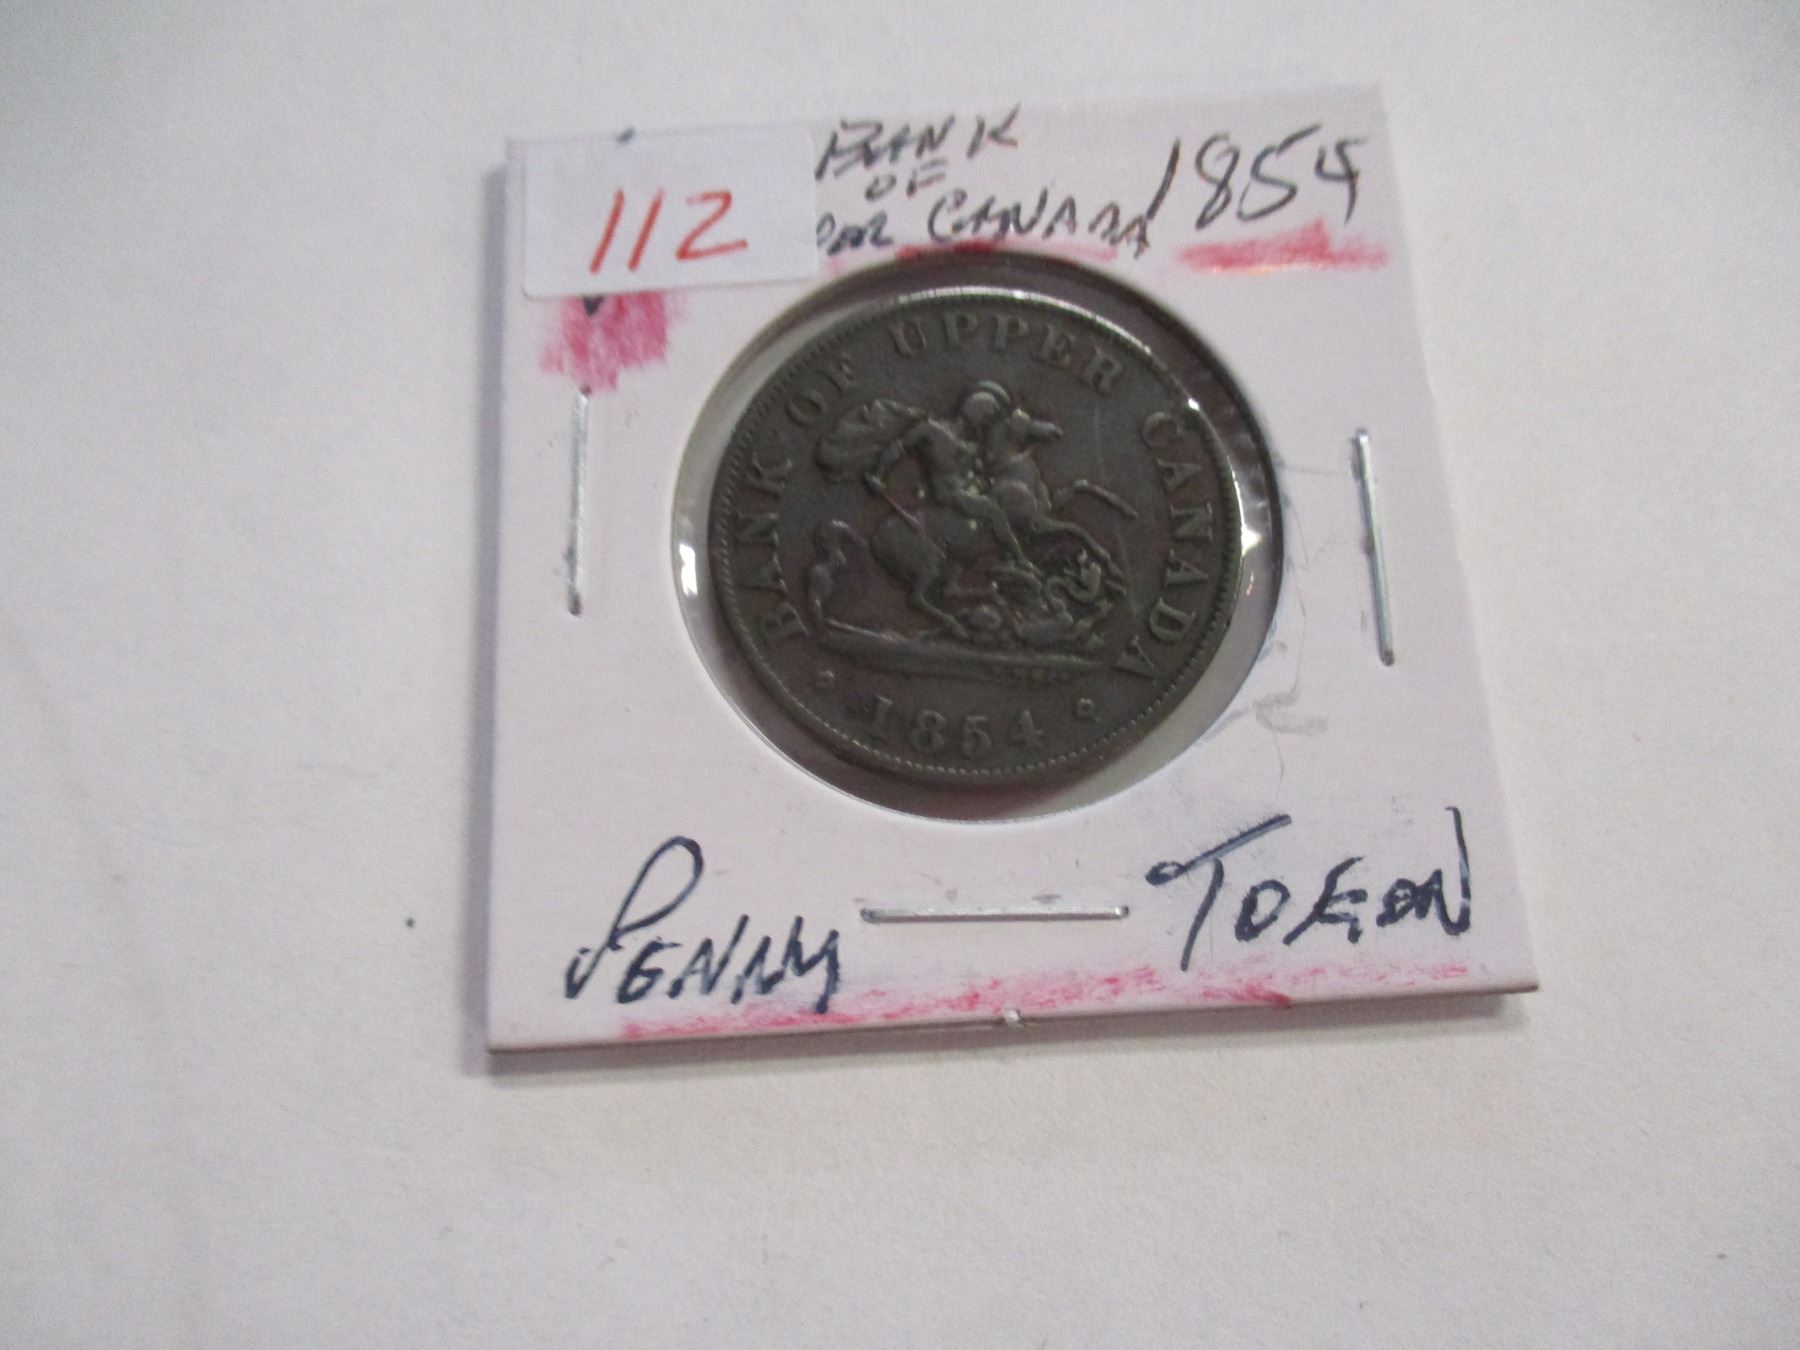 112
BANK
OF
CANADA 1854
BANK OF UPPER CANADA
1854
PENNY TOKEN